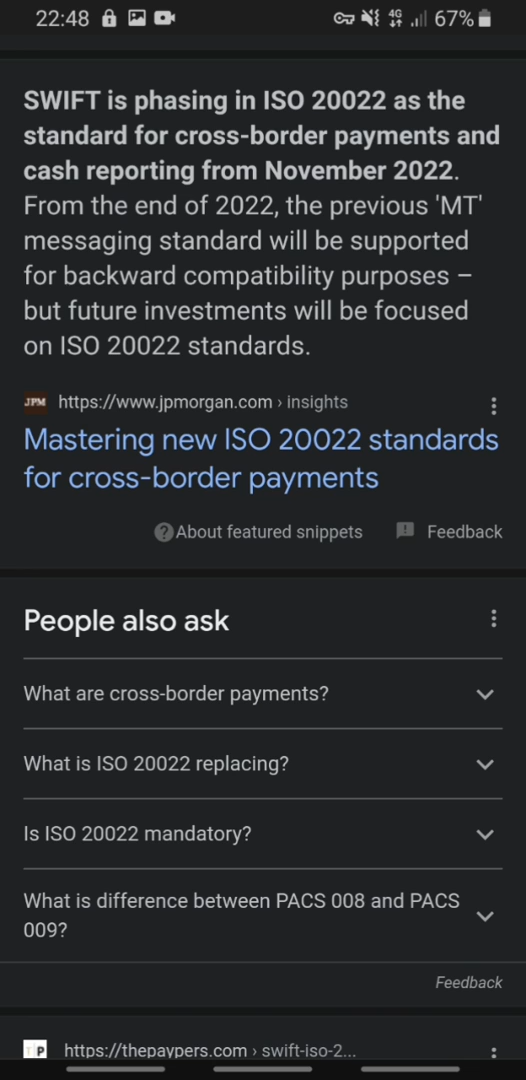 22:48 4G 67%
SWIFT is phasing in ISO 20022 as the
standard for cross-border payments and
cash reporting from November 2022.
From the end of 2022, the previous 'MT'
messaging standard will be supported
for backward compatibility purposes –
but future investments will be focused
on ISO 20022 standards.
JPM https://www.jpmorgan.com › insights
Mastering new ISO 20022 standards
for cross-border payments
About featured snippets Feedback
People also ask
What are cross-border payments?
What is ISO 20022 replacing?
Is ISO 20022 mandatory?
What is difference between PACS 008 and PACS
009?
Feedback
TP https://thepaypers.com › swift-iso-2...